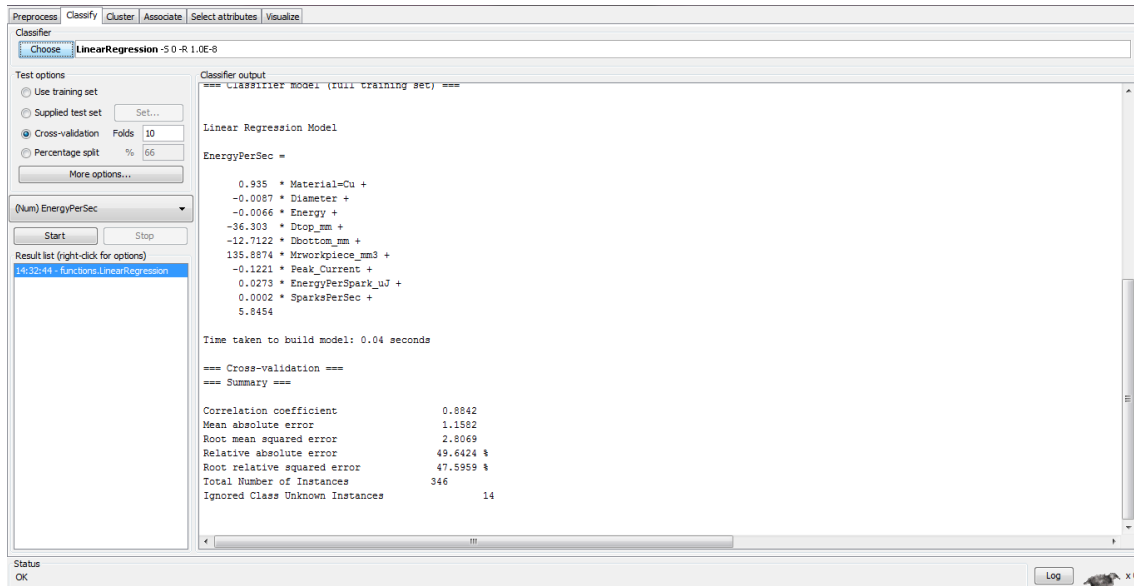 Preprocess Classify Cluster Associate Select attributes Visualize
Classifier
Choose LinearRegression -S 0 -R 1.0E-8
Test options
Use training set
Supplied test set Set...
Cross-validation Folds 10
Percentage split % 66
More options...
(Num) EnergyPerSec
Start Stop
Result list (right-click for options)
14:32:44 - functions.LinearRegression
Classifier output
=== Classifier model (full training set) ===
Linear Regression Model
EnergyPerSec =
0.935 * Material=Cu +
-0.0087 * Diameter +
-0.0066 * Energy +
-36.303 * Dtop_mm +
-12.7122 * Dbottom_mm +
135.8874 * Mrworkpiece_mm3 +
-0.1221 * Peak_Current +
0.0273 * EnergyPerSpark_uJ +
0.0002 * SparksPerSec +
5.8454
Time taken to build model: 0.04 seconds
=== Cross-validation ===
=== Summary ===
Correlation coefficient 0.8842
Mean absolute error 1.1582
Root mean squared error 2.8069
Relative absolute error 49.6424 %
Root relative squared error 47.5959 %
Total Number of Instances 346
Ignored Class Unknown Instances 14
Status
OK
Log
x